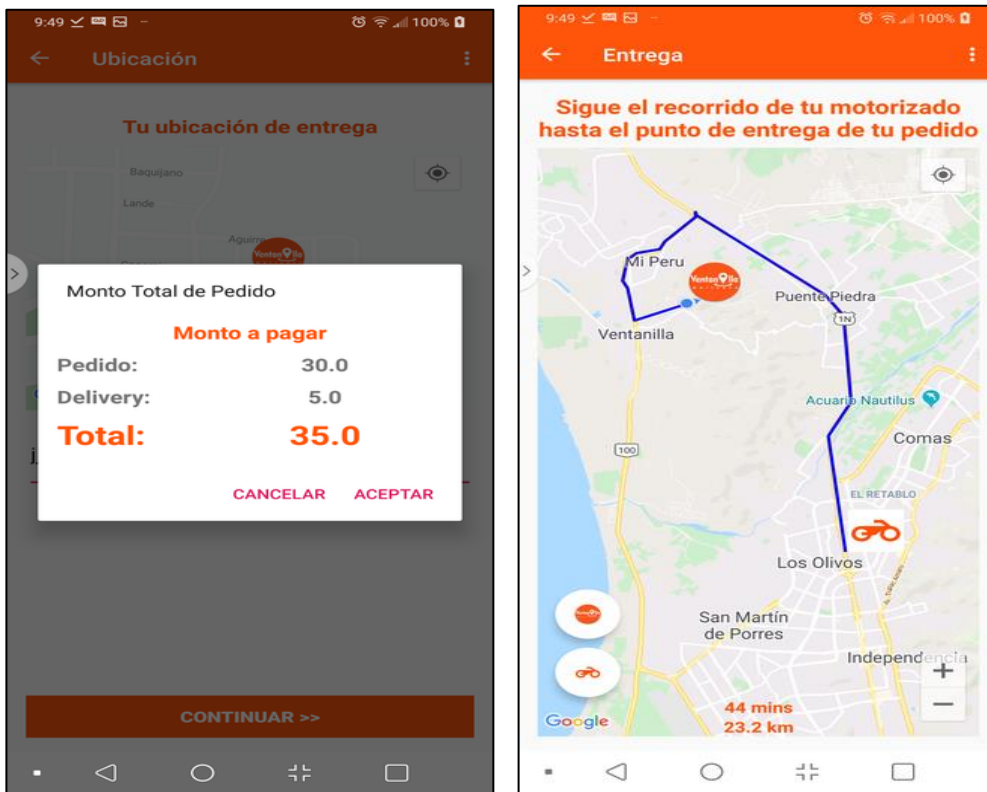 9:49
100%
Ubicación
Tu ubicación de entrega
Baquijano
Lande
Monto Total de Pedido
Monto a pagar
Pedido: 30.0
Delivery: 5.0
Total: 35.0
CANCELAR ACEPTAR
CONTINUAR >>
9:49
100%
Entrega
Sigue el recorrido de tu motorizado
hasta el punto de entrega de tu pedido
Mi Peru
Puente Piedra
1N
Ventanilla
Acuario Nautilus
Comas
100
EL RETABLO
Los Olivos
San Martín
de Porres
Independencia
Google
44 mins
23.2 km